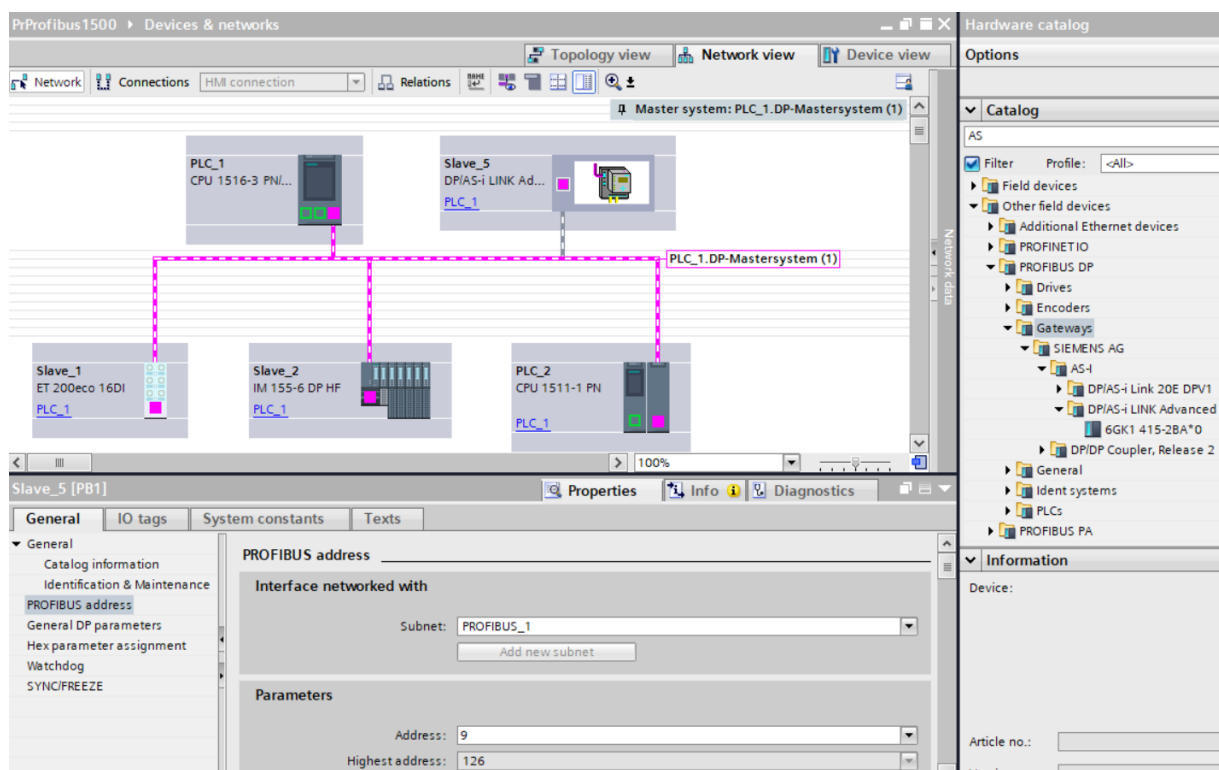 PrProfibus1500 ▸ Devices & networks
Topology view
Network view
Device view
Network
Connections
HMI connection
Relations
Master system: PLC_1.DP-Mastersystem (1)
PLC_1
CPU 1516-3 PN/...
Slave_5
DP/AS-i LINK Ad...
PLC_1
PLC_1.DP-Mastersystem (1)
Slave_1
ET 200eco 16DI
PLC_1
Slave_2
IM 155-6 DP HF
PLC_1
PLC_2
CPU 1511-1 PN
PLC_1
100%
Network data
Slave_5 [PB1]
Properties
Info
Diagnostics
General
IO tags
System constants
Texts
General
Catalog information
Identification & Maintenance
PROFIBUS address
General DP parameters
Hex parameter assignment
Watchdog
SYNC/FREEZE
PROFIBUS address
Interface networked with
Subnet: PROFIBUS_1
Add new subnet
Parameters
Address: 9
Highest address: 126
Hardware catalog
Options
Catalog
AS
Filter Profile: <All>
Field devices
Other field devices
Additional Ethernet devices
PROFINET IO
PROFIBUS DP
Drives
Encoders
Gateways
SIEMENS AG
AS-I
DP/AS-i Link 20E DPV1
DP/AS-i LINK Advanced
6GK1 415-2BA*0
DP/DP Coupler, Release 2
General
Ident systems
PLCs
PROFIBUS PA
Information
Device:
Article no.: